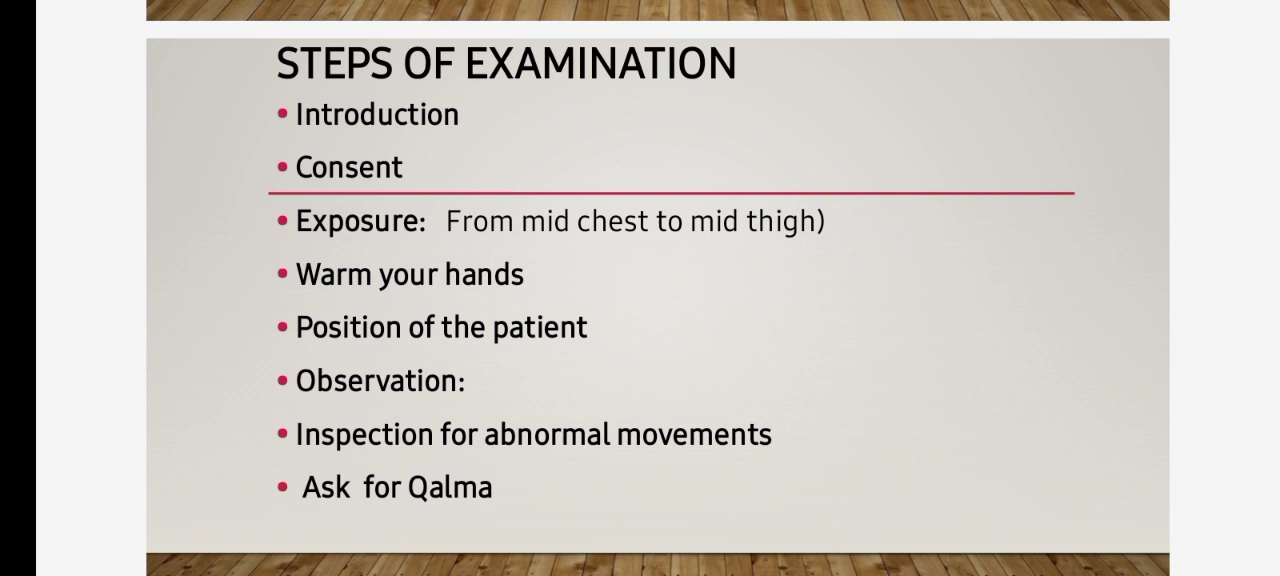 STEPS OF EXAMINATION
• Introduction
• Consent
• Exposure: From mid chest to mid thigh)
• Warm your hands
• Position of the patient
• Observation:
• Inspection for abnormal movements
• Ask for Qalma